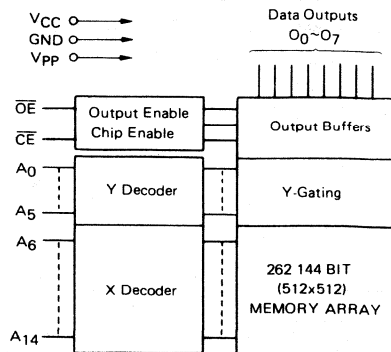 VCC
GND
VPP
Data Outputs
O0~O7
OE
CE
Output Enable
Chip Enable
Output Buffers
A0
A5
Y Decoder
Y-Gating
A6
A14
X Decoder
262 144 BIT
(512x512)
MEMORY ARRAY